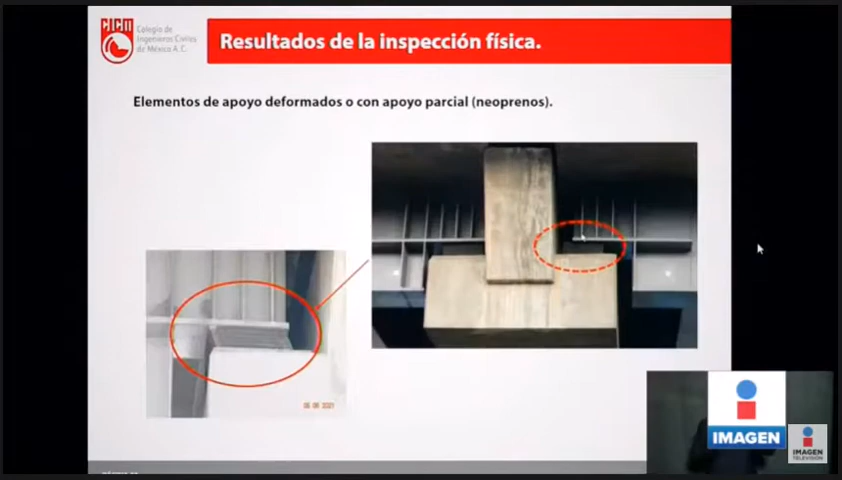 CICM
Colegio de
Ingenieros Civiles
de México A.C.
Resultados de la inspección física.
Elementos de apoyo deformados o con apoyo parcial (neoprenos).
IMAGEN
IMAGEN
TELEVISIÓN